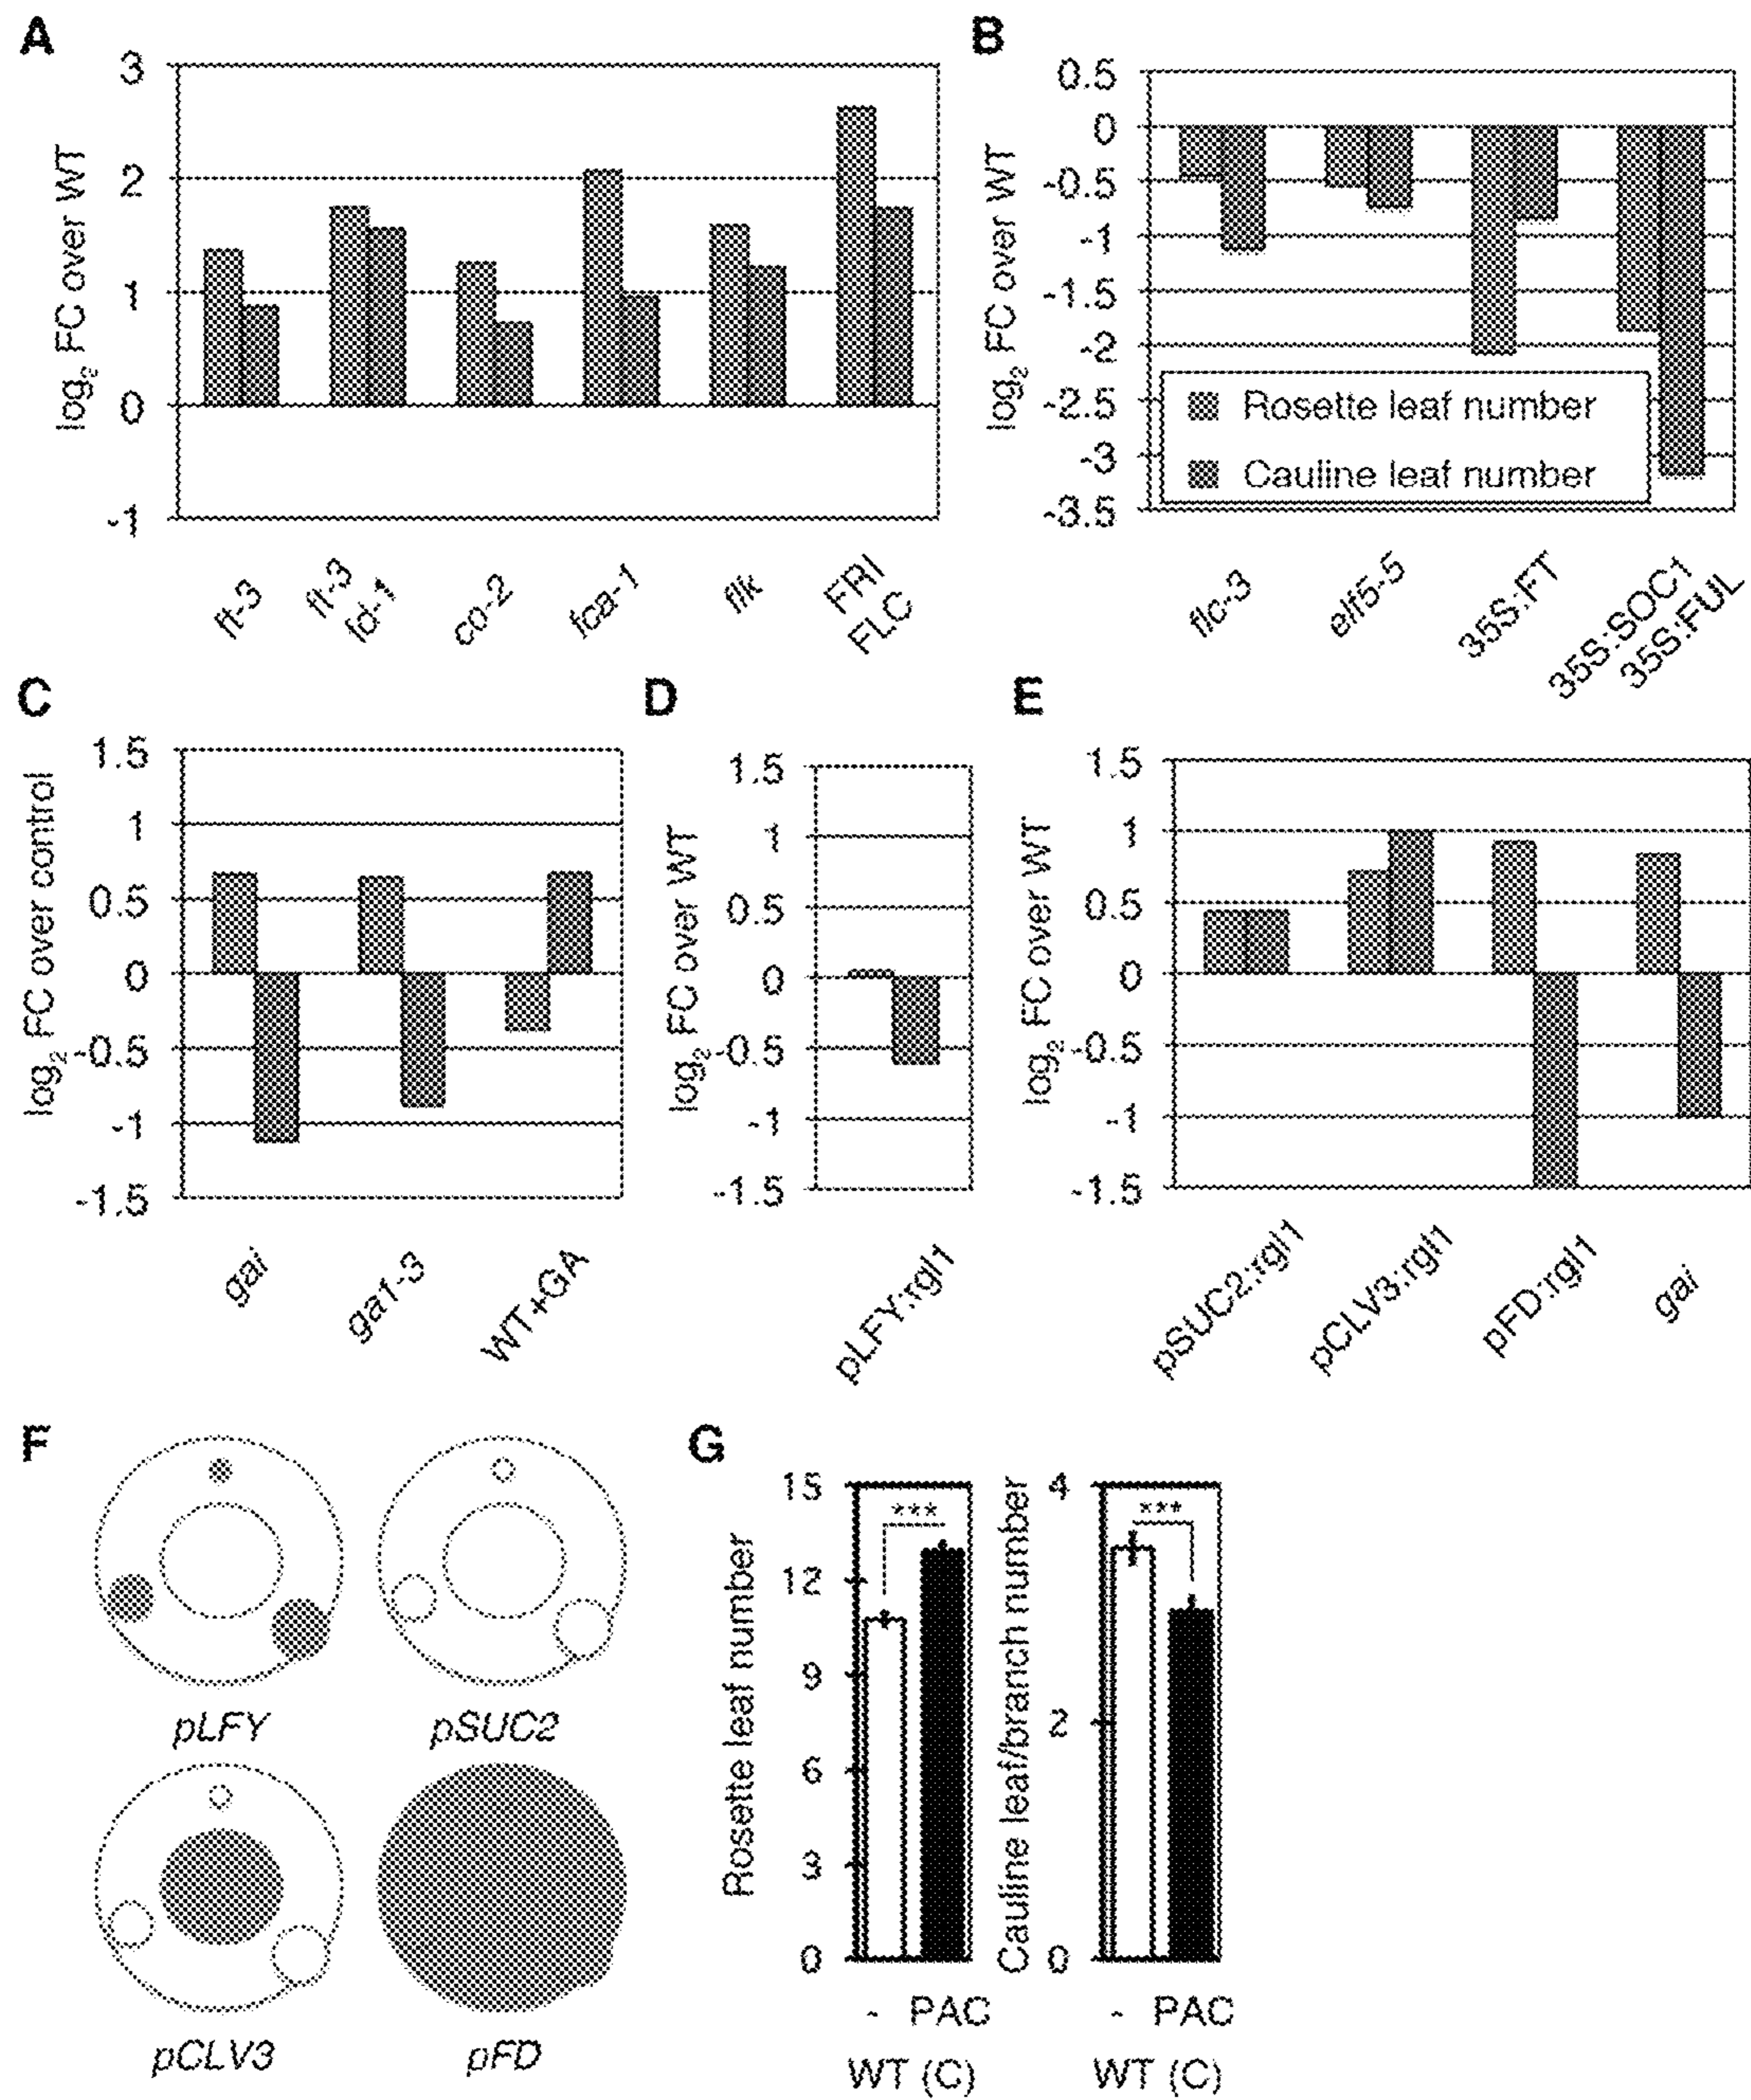 A
3
2
1
0
-1
log₂ FC over WT
ft-3
ft-3
fd-1
co-2
fca-1
flk
FRI
FLC
B
0.5
0
-0.5
-1
-1.5
-2
-2.5
-3
-3.5
log₂ FC over WT
Rosette leaf number
Cauline leaf number
flc-3
elf5-5
35S:FT
35S:SOC1
35S:FUL
C
1.5
1
0.5
0
-0.5
-1
-1.5
log₂ FC over control
gai
ga1-3
WT+GA
D
1.5
1
0.5
0
-0.5
-1
-1.5
log₂ FC over WT
pLFY:rgl1
E
1.5
1
0.5
0
-0.5
-1
-1.5
log₂ FC over WT
pSUC2:rgl1
pCLV3:rgl1
pFD:rgl1
gai
F
pLFY
pSUC2
pCLV3
pFD
G
15
12
9
6
3
0
Rosette leaf number
***
- PAC
WT (C)
4
2
0
Cauline leaf/branch number
***
- PAC
WT (C)